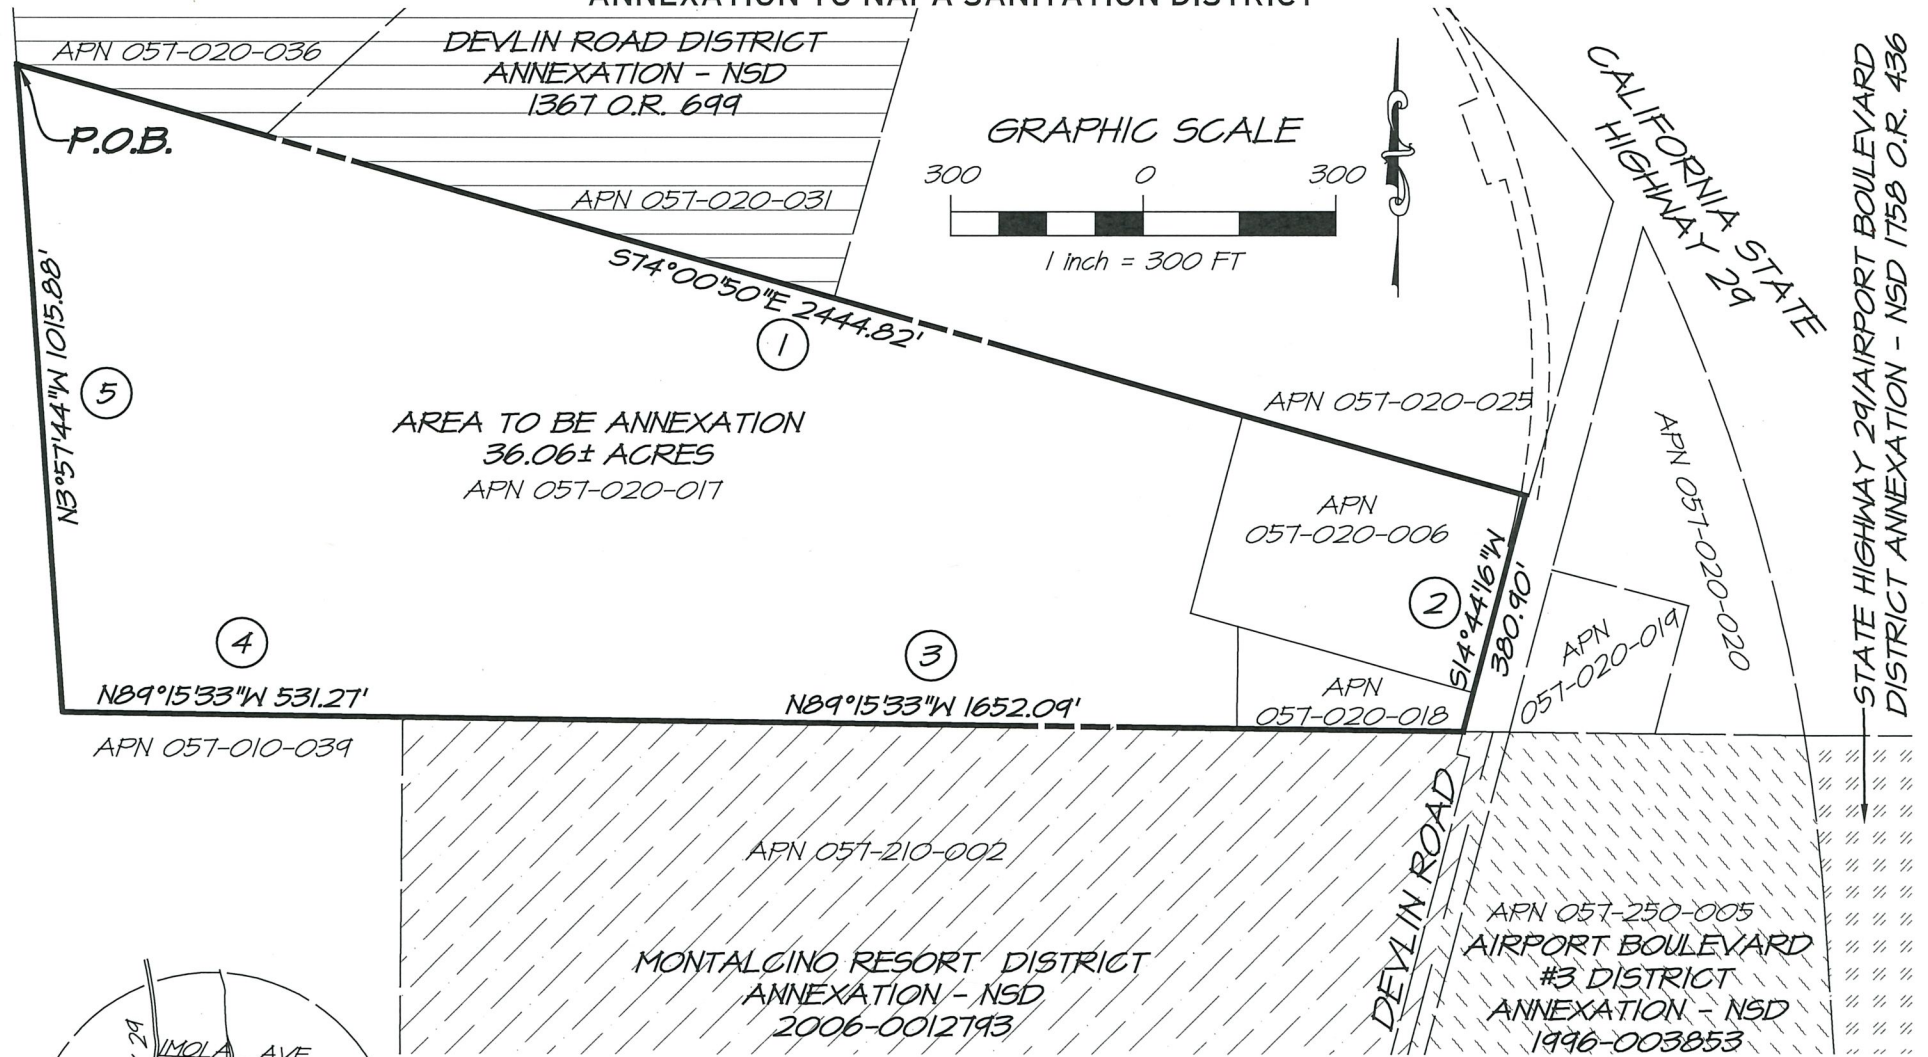 ANNEXATION TO NAPA SANITATION DISTRICT
APN 057-020-036
DEVLIN ROAD DISTRICT
ANNEXATION - NSD
1367 O.R. 699
P.O.B.
APN 057-020-031
GRAPHIC SCALE
300 0 300
1 inch = 300 FT
CALIFORNIA STATE
HIGHWAY 29
STATE HIGHWAY 29/AIRPORT BOULEVARD
DISTRICT ANNEXATION - NSD 1758 O.R. 436
S74°00'50"E 2444.82'
1
N3°57'44"W 1015.88'
5
AREA TO BE ANNEXATION
36.06± ACRES
APN 057-020-017
APN 057-020-025
APN 057-020-020
APN
057-020-006
2
S14°44'16"W
380.90'
APN
057-020-019
4
N89°15'33"W 531.27'
3
N89°15'33"W 1652.09'
APN
057-020-018
APN 057-010-039
APN 057-210-002
DEVLIN ROAD
MONTALCINO RESORT DISTRICT
ANNEXATION - NSD
2006-0012793
APN 057-250-005
AIRPORT BOULEVARD
#3 DISTRICT
ANNEXATION - NSD
1996-003853
29
IMOLA AVE